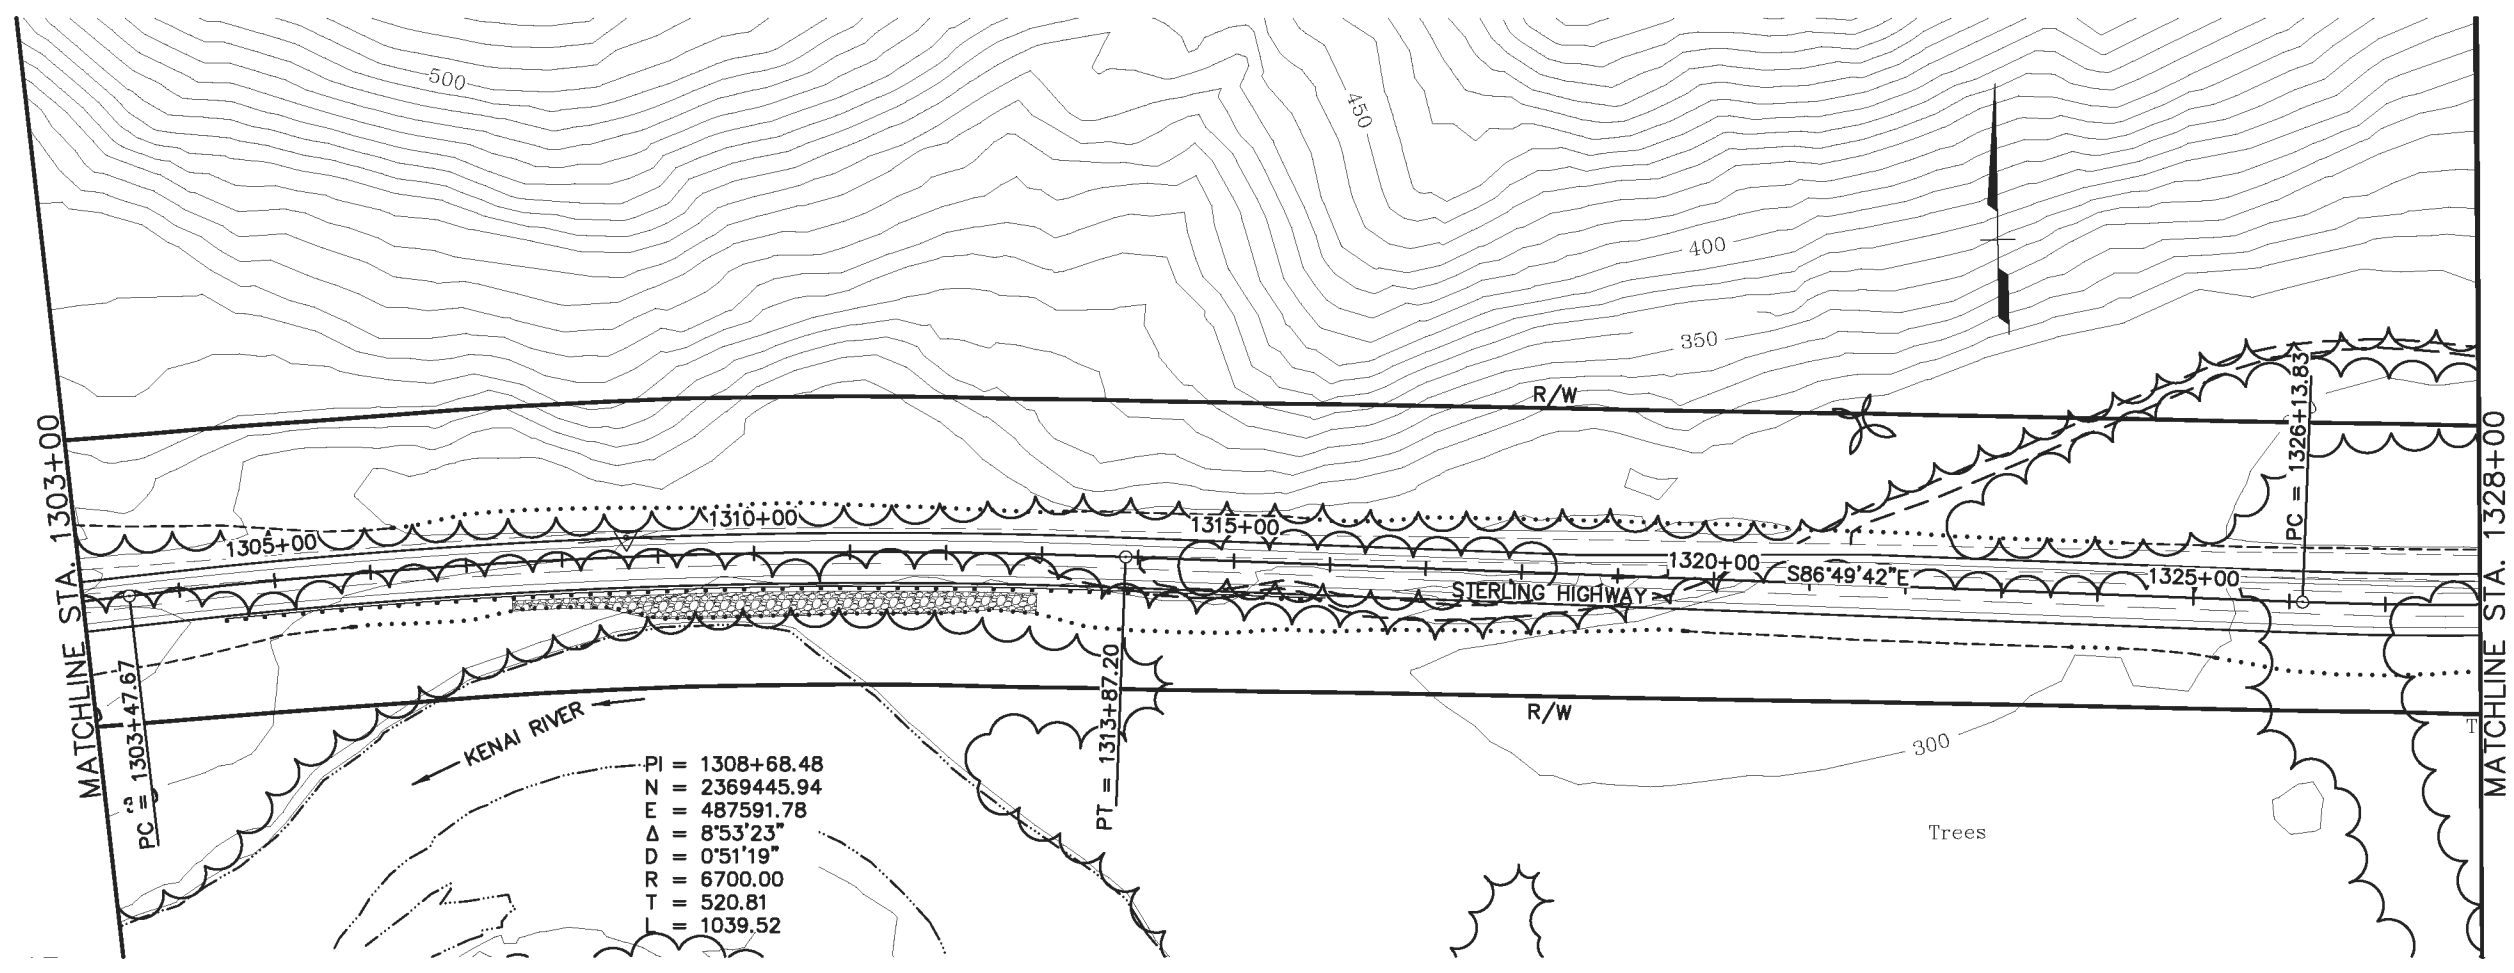 500
450
400
350
R/W
MATCHLINE STA. 1303+00
1305+00
1310+00
1315+00
1320+00
S86°49'42"E
1325+00
STERLING HIGHWAY
PC = 1326+13.83
MATCHLINE STA. 1328+00
PC = 1303+47.67
PT = 1313+87.20
R/W
KENAI RIVER
300
PI = 1308+68.48
N = 2369445.94
E = 487591.78
Δ = 8°53'23"
D = 0°51'19"
R = 6700.00
T = 520.81
L = 1039.52
Trees
T